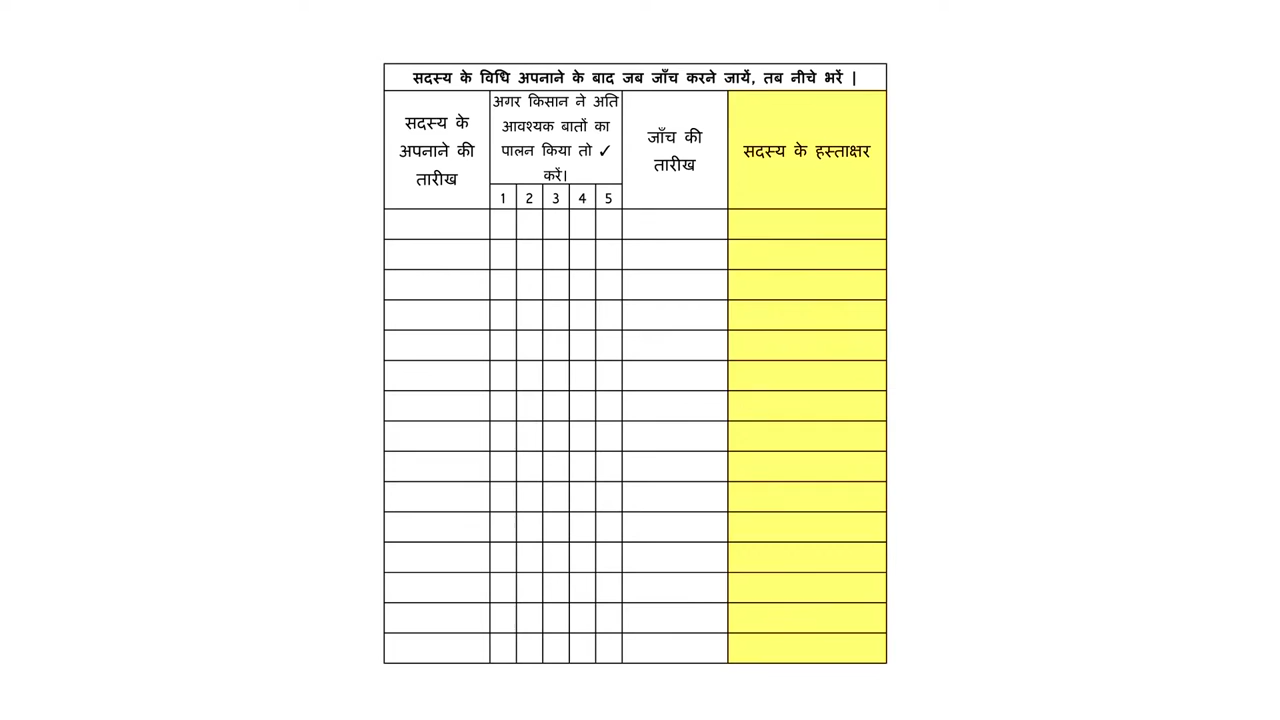 सदस्य के विधि अपनाने के बाद जब जाँच करने जायें, तब नीचे भरें |
सदस्य के
अपनाने की
तारीख
अगर किसान ने अति
आवश्यक बातों का
पालन किया तो ✓
करें।
1 2 3 4 5
जाँच की
तारीख
सदस्य के हस्ताक्षर